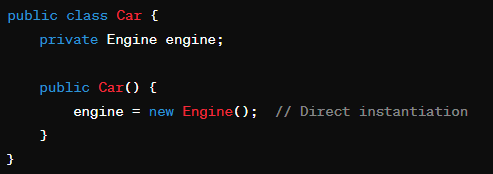 public class Car {
    private Engine engine;

    public Car() {
        engine = new Engine();  // Direct instantiation
    }
}